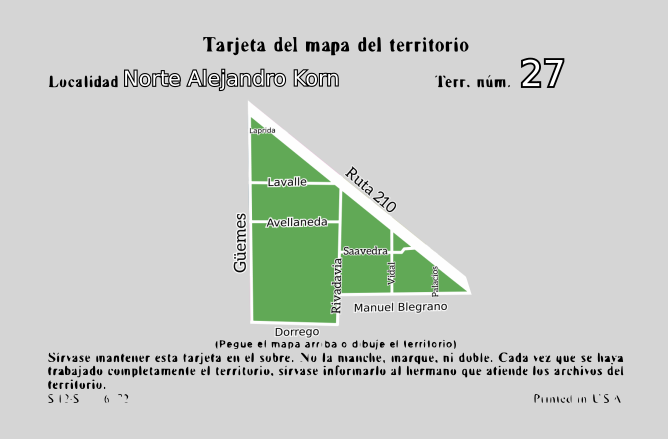 Tarjeta del mapa del territorio
Localidad Norte Alejandro Korn Terr. núm. 27
Laprida
Ruta 210
Lavalle
Avellaneda
Güemes
Saavedra
Vidal
Palacios
Rivadavia
Manuel Blegrano
Dorrego
(Pegue el mapa arriba o dibuje el territorio)
Sírvase mantener esta tarjeta en el sobre. No la manche, marque, ni doble. Cada vez que se haya
trabajado completamente el territorio, sírvase informarlo al hermano que atiende los archivos del
territorio.
S-12-S 6 72 Printed in U S A